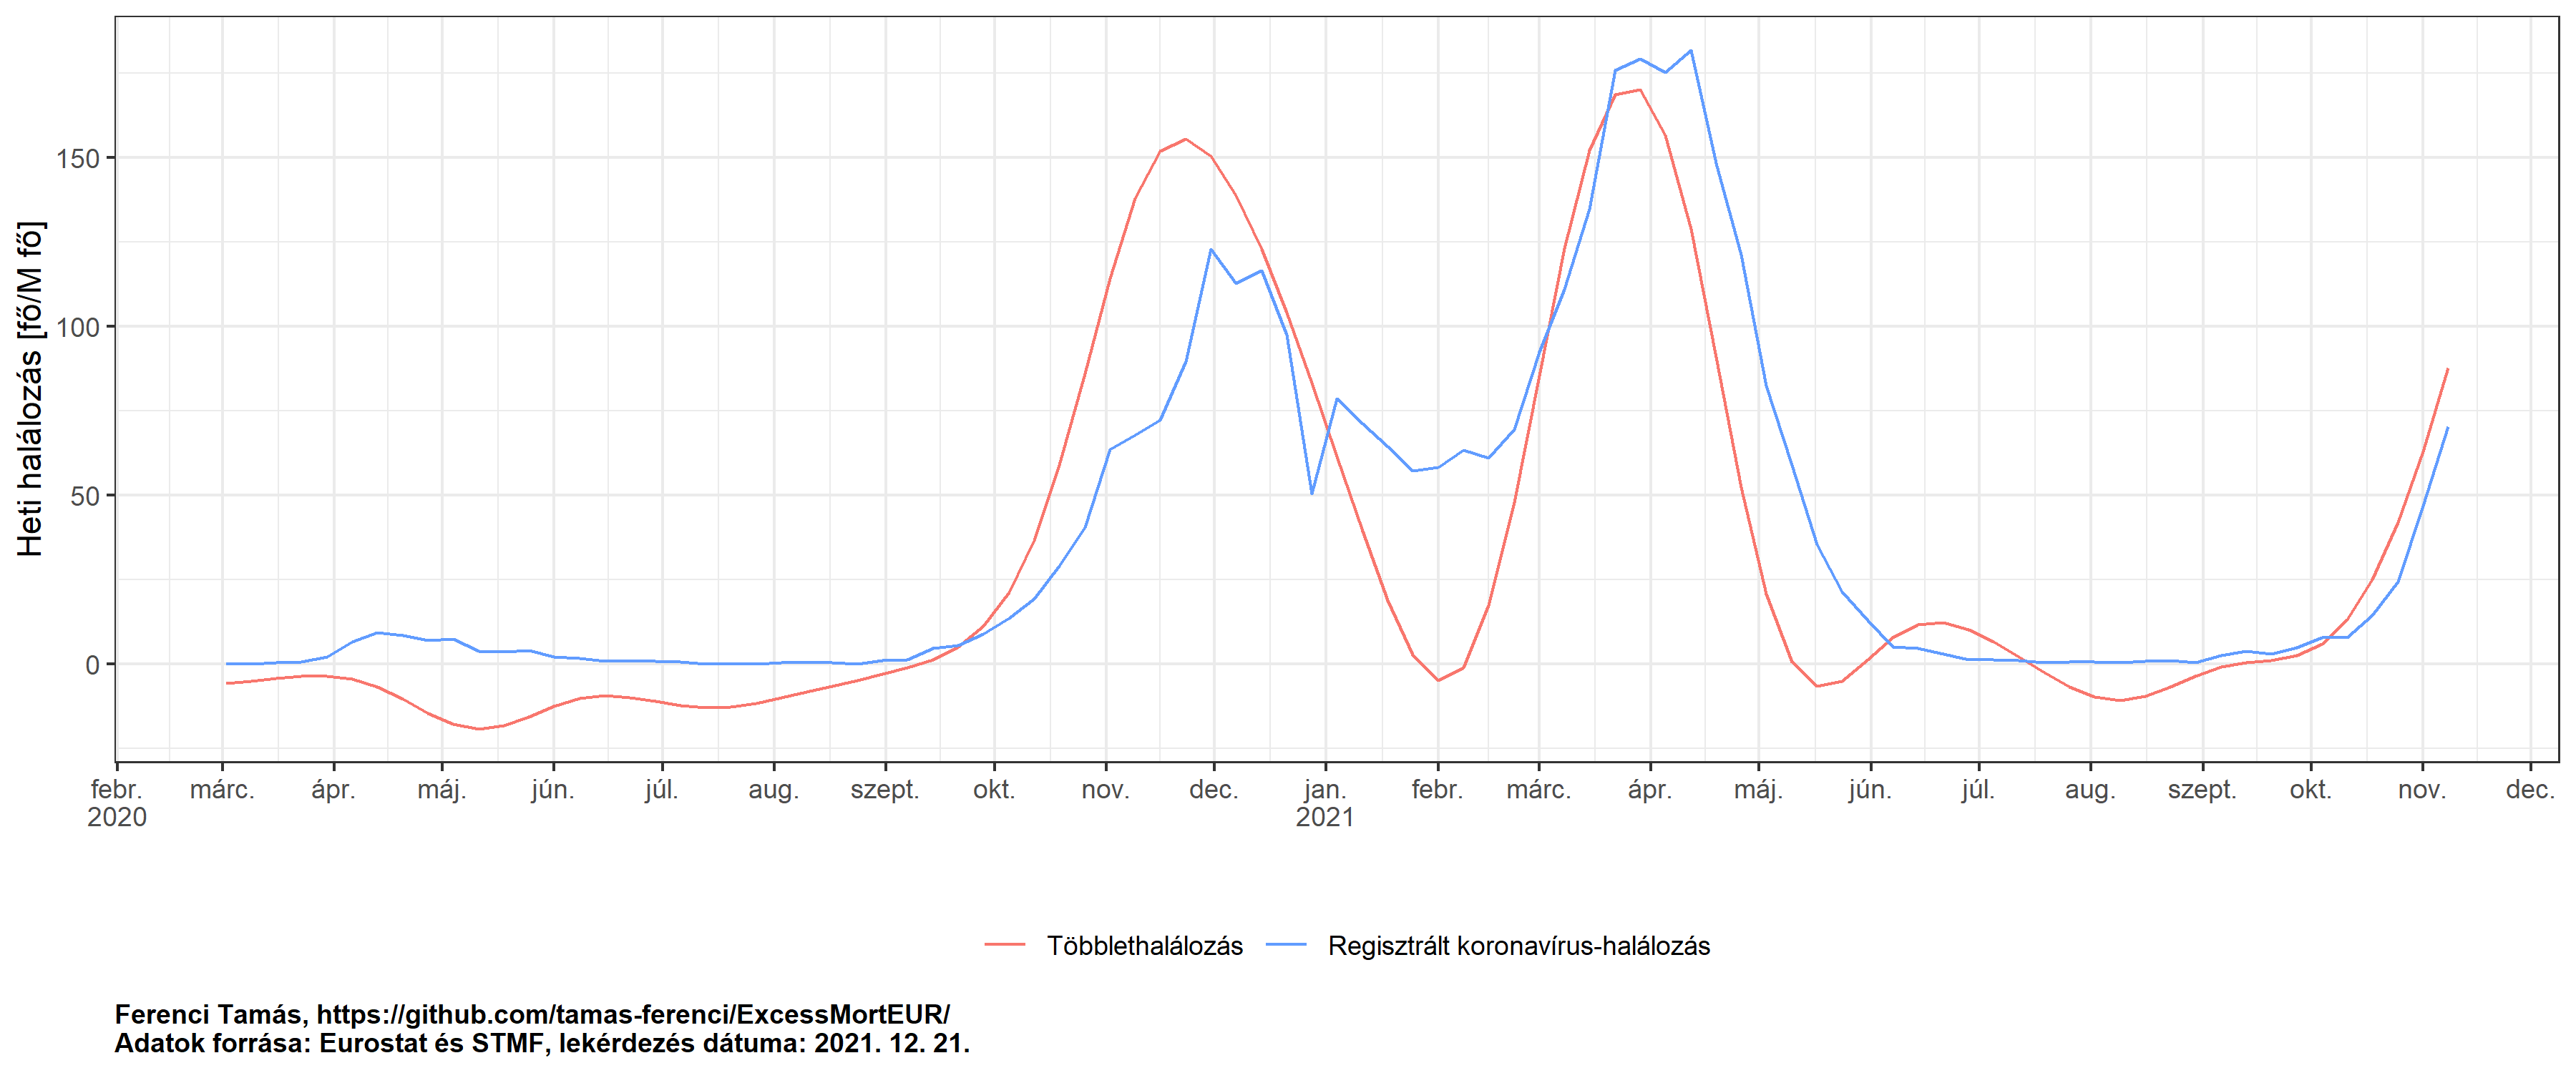 Heti halálozás [fő/M fő]
150
100
50
0
febr. márc. ápr. máj. jún. júl. aug. szept. okt. nov. dec. jan. febr. márc. ápr. máj. jún. júl. aug. szept. okt. nov. dec.
2020 2021
Többlethalálozás Regisztrált koronavírus-halálozás
Ferenci Tamás, https://github.com/tamas-ferenci/ExcessMortEUR/
Adatok forrása: Eurostat és STMF, lekérdezés dátuma: 2021. 12. 21.